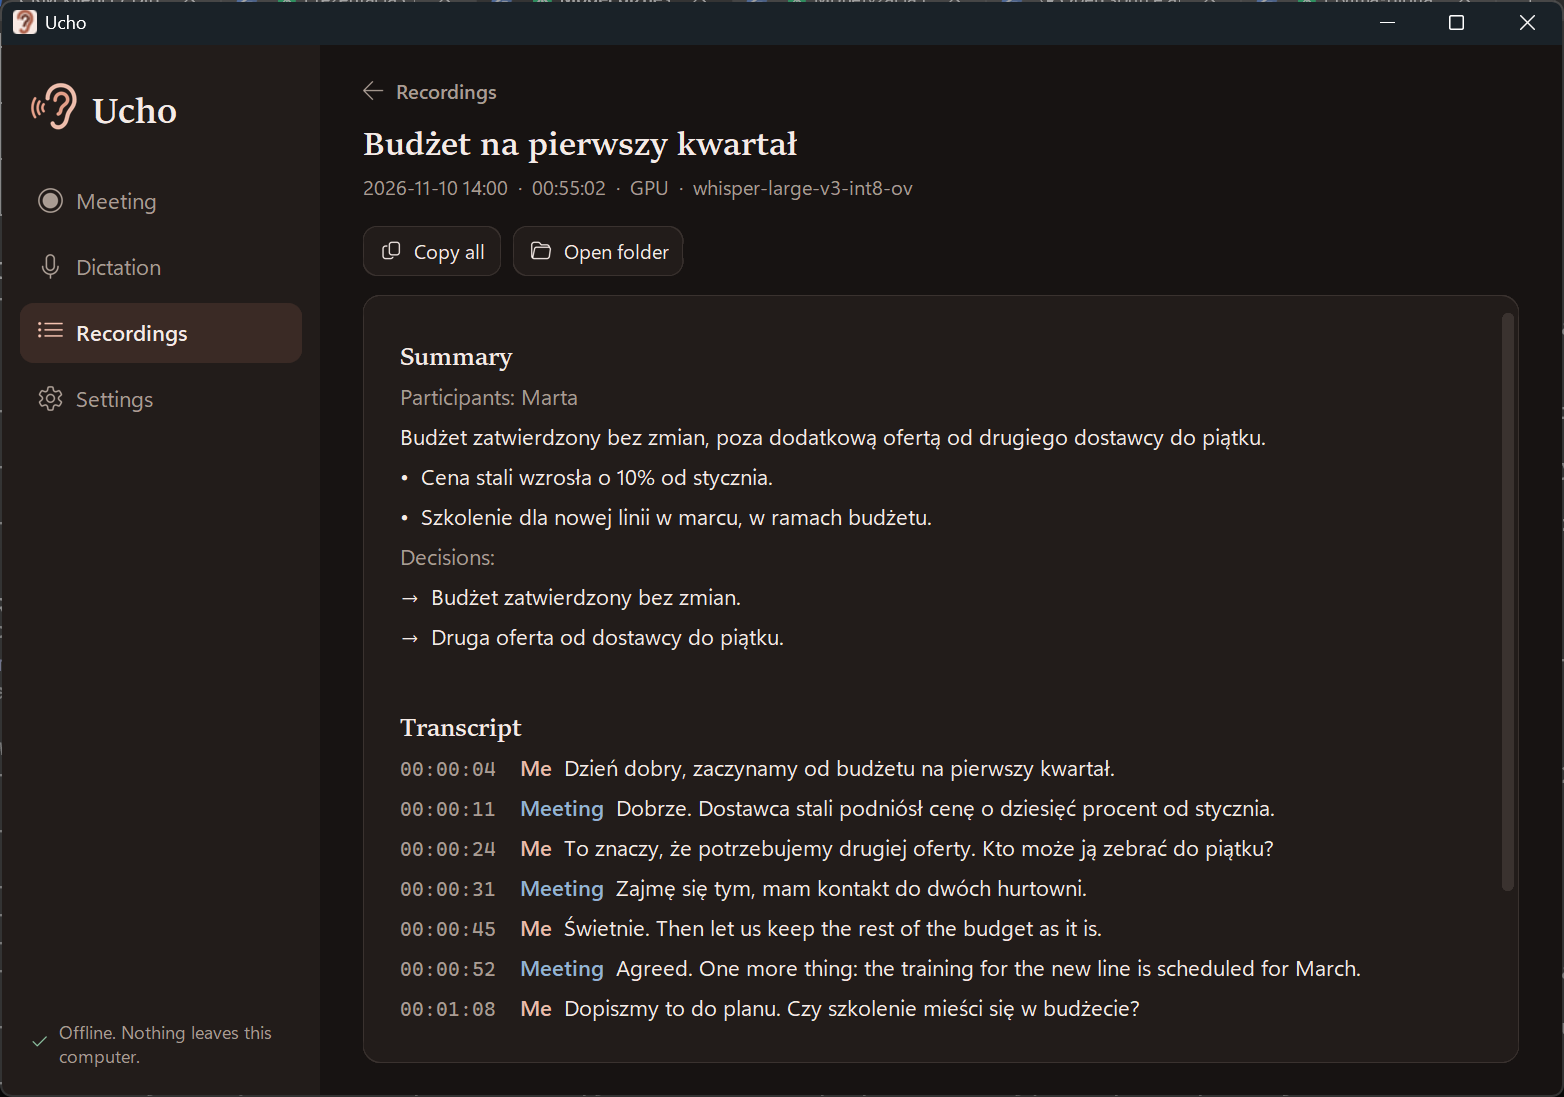 Ucho
Ucho
Meeting
Dictation
Recordings
Settings
Offline. Nothing leaves this
computer.
Recordings
Budżet na pierwszy kwartał
2026-11-10 14:00 · 00:55:02 · GPU · whisper-large-v3-int8-ov
Copy all
Open folder
Summary
Participants: Marta
Budżet zatwierdzony bez zmian, poza dodatkową ofertą od drugiego dostawcy do piątku.
• Cena stali wzrosła o 10% od stycznia.
• Szkolenie dla nowej linii w marcu, w ramach budżetu.
Decisions:
→ Budżet zatwierdzony bez zmian.
→ Druga oferta od dostawcy do piątku.
Transcript
00:00:04 Me Dzień dobry, zaczynamy od budżetu na pierwszy kwartał.
00:00:11 Meeting Dobrze. Dostawca stali podniósł cenę o dziesięć procent od stycznia.
00:00:24 Me To znaczy, że potrzebujemy drugiej oferty. Kto może ją zebrać do piątku?
00:00:31 Meeting Zajmę się tym, mam kontakt do dwóch hurtowni.
00:00:45 Me Świetnie. Then let us keep the rest of the budget as it is.
00:00:52 Meeting Agreed. One more thing: the training for the new line is scheduled for March.
00:01:08 Me Dopiszmy to do planu. Czy szkolenie mieści się w budżecie?